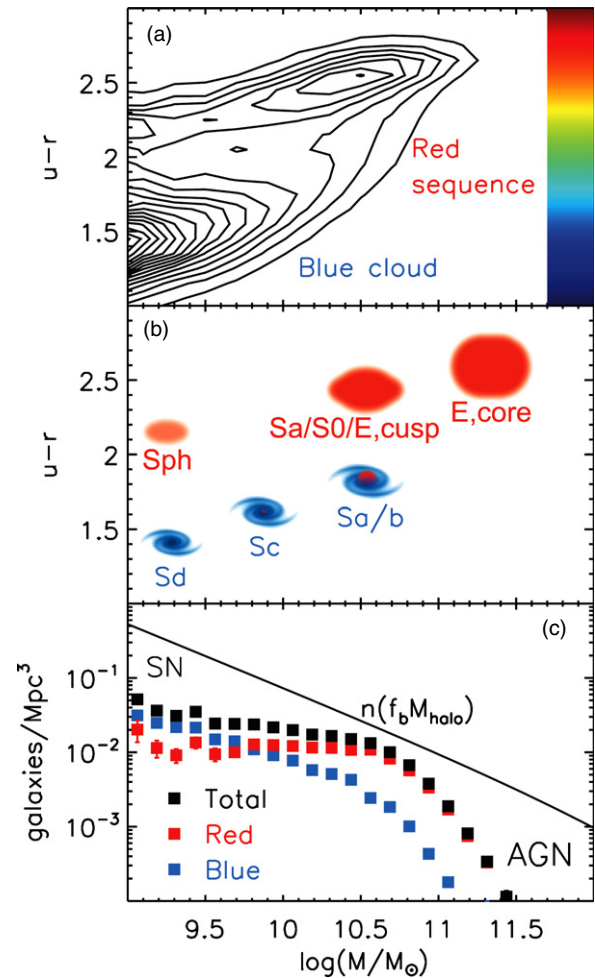 (a)
2.5
2
1.5
u−r
Red
sequence
Blue cloud
(b)
2.5
2
1.5
u−r
Sph
Sa/S0/E,cusp
E,core
Sd
Sc
Sa/b
(c)
10⁻¹
10⁻²
10⁻³
galaxies/Mpc³
SN
n(f_b M_halo)
Total
Red
Blue
AGN
9.5 10 10.5 11 11.5
log(M/M_⊙)